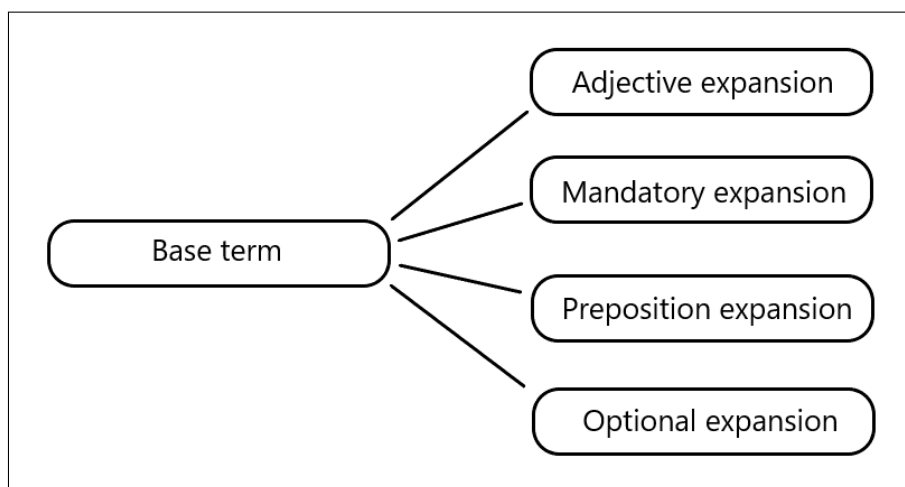 Adjective expansion
Mandatory expansion
Base term
Preposition expansion
Optional expansion